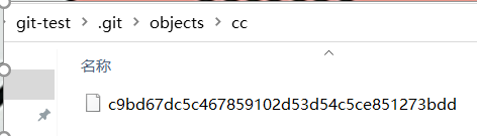 git-test › .git › objects › cc
名称
c9bd67dc5c467859102d53d54c5ce851273bdd